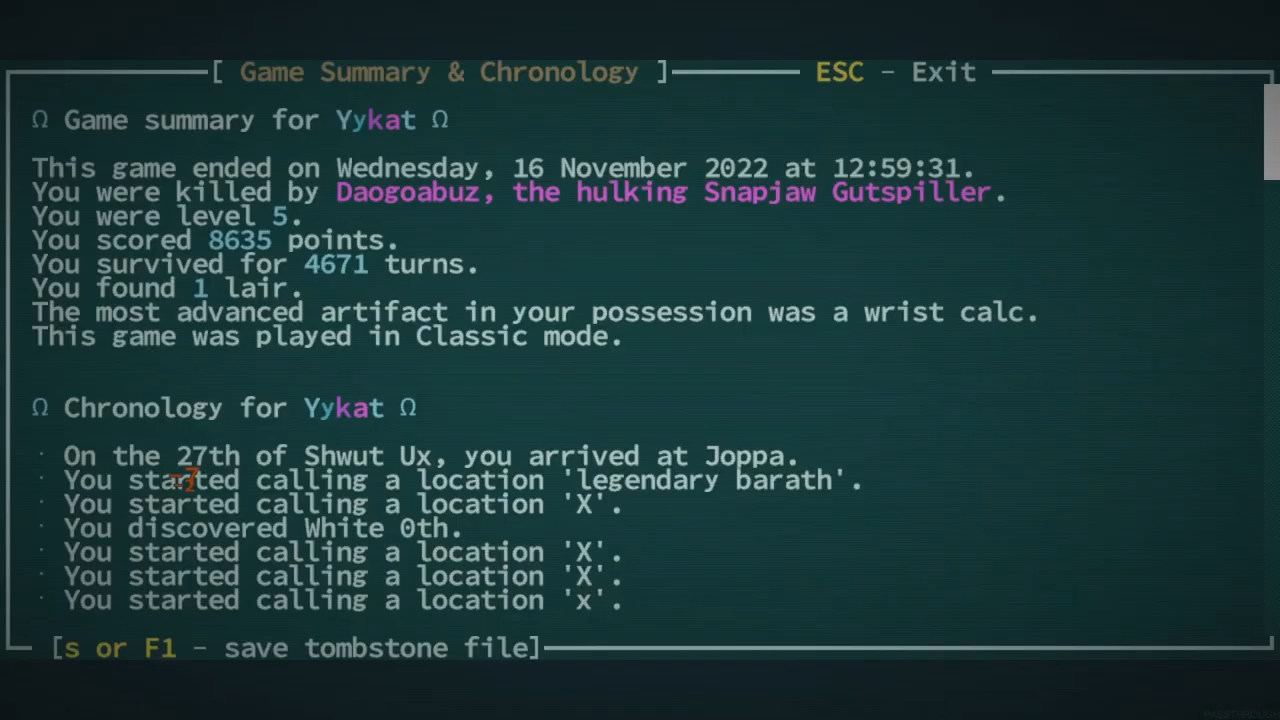 [ Game Summary & Chronology ] ESC - Exit
Ω Game summary for Yykat Ω
This game ended on Wednesday, 16 November 2022 at 12:59:31.
You were killed by Daogoabuz, the hulking Snapjaw Gutspiller.
You were level 5.
You scored 8635 points.
You survived for 4671 turns.
You found 1 lair.
The most advanced artifact in your possession was a wrist calc.
This game was played in Classic mode.
Ω Chronology for Yykat Ω
· On the 27th of Shwut Ux, you arrived at Joppa.
· You started calling a location 'legendary barath'.
· You started calling a location 'X'.
· You discovered White 0th.
· You started calling a location 'X'.
· You started calling a location 'X'.
· You started calling a location 'x'.
[s or F1 - save tombstone file]